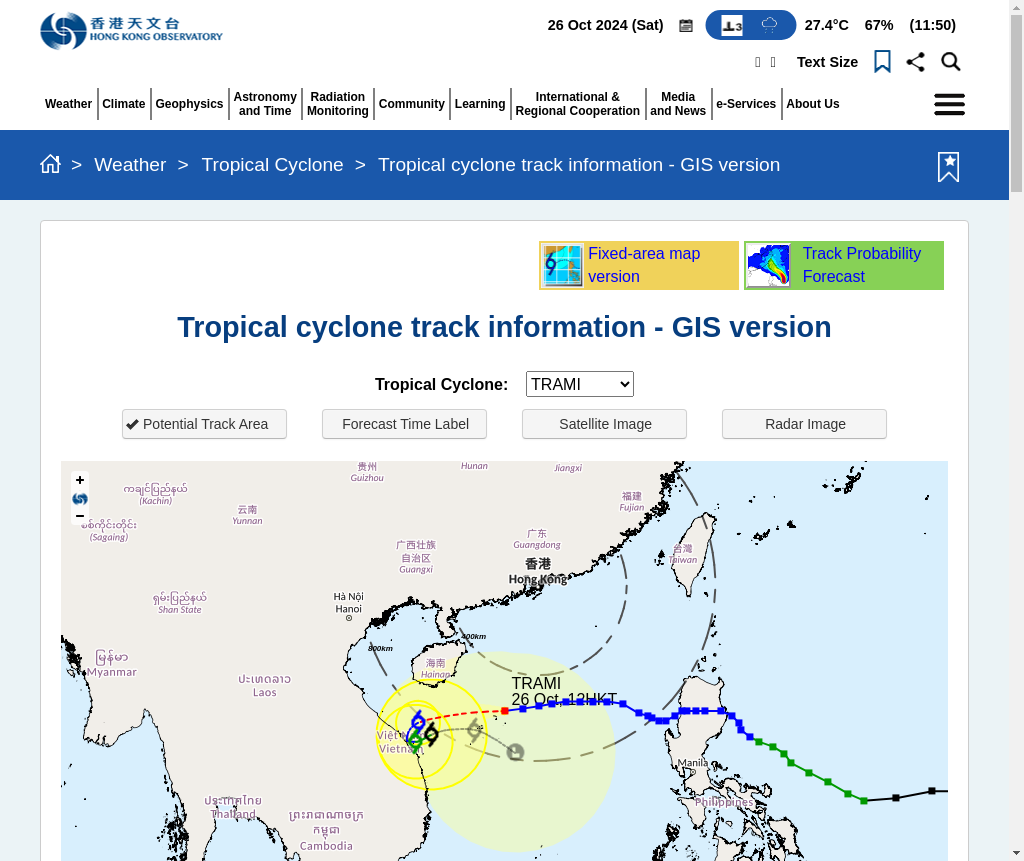 香港天文台
HONG KONG OBSERVATORY
26 Oct 2024 (Sat)
3
27.4°C 67% (11:50)
Text Size
Weather
Climate
Geophysics
Astronomy
and Time
Radiation
Monitoring
Community
Learning
International &
Regional Cooperation
Media
and News
e-Services
About Us
> Weather > Tropical Cyclone > Tropical cyclone track information - GIS version
Fixed-area map
version
Track Probability
Forecast
Tropical cyclone track information - GIS version
Tropical Cyclone: TRAMI
Potential Track Area
Forecast Time Label
Satellite Image
Radar Image
+
−
贵州
Guizhou
Hunan
Jiangxi
ကချင်ပြည်နယ်
(Kachin)
စစ်ကိုင်းတိုင်း
(Sagaing)
云南
Yunnan
福建
Fujian
广西壮族
自治区
Guangxi
广东
Guangdong
香港
Hong Kong
台灣
Taiwan
ရှမ်းပြည်နယ်
Shan State
Hà Nội
Hanoi
400km
800km
海南
Hainan
မြန်မာ
Myanmar
ປະເທດລາວ
Laos
TRAMI
26 Oct, 12HKT
Việt
Vietnam
Manila
Philippines
ประเทศไทย
Thailand
ព្រះរាជាណាចក្រ
កម្ពុជា
Cambodia